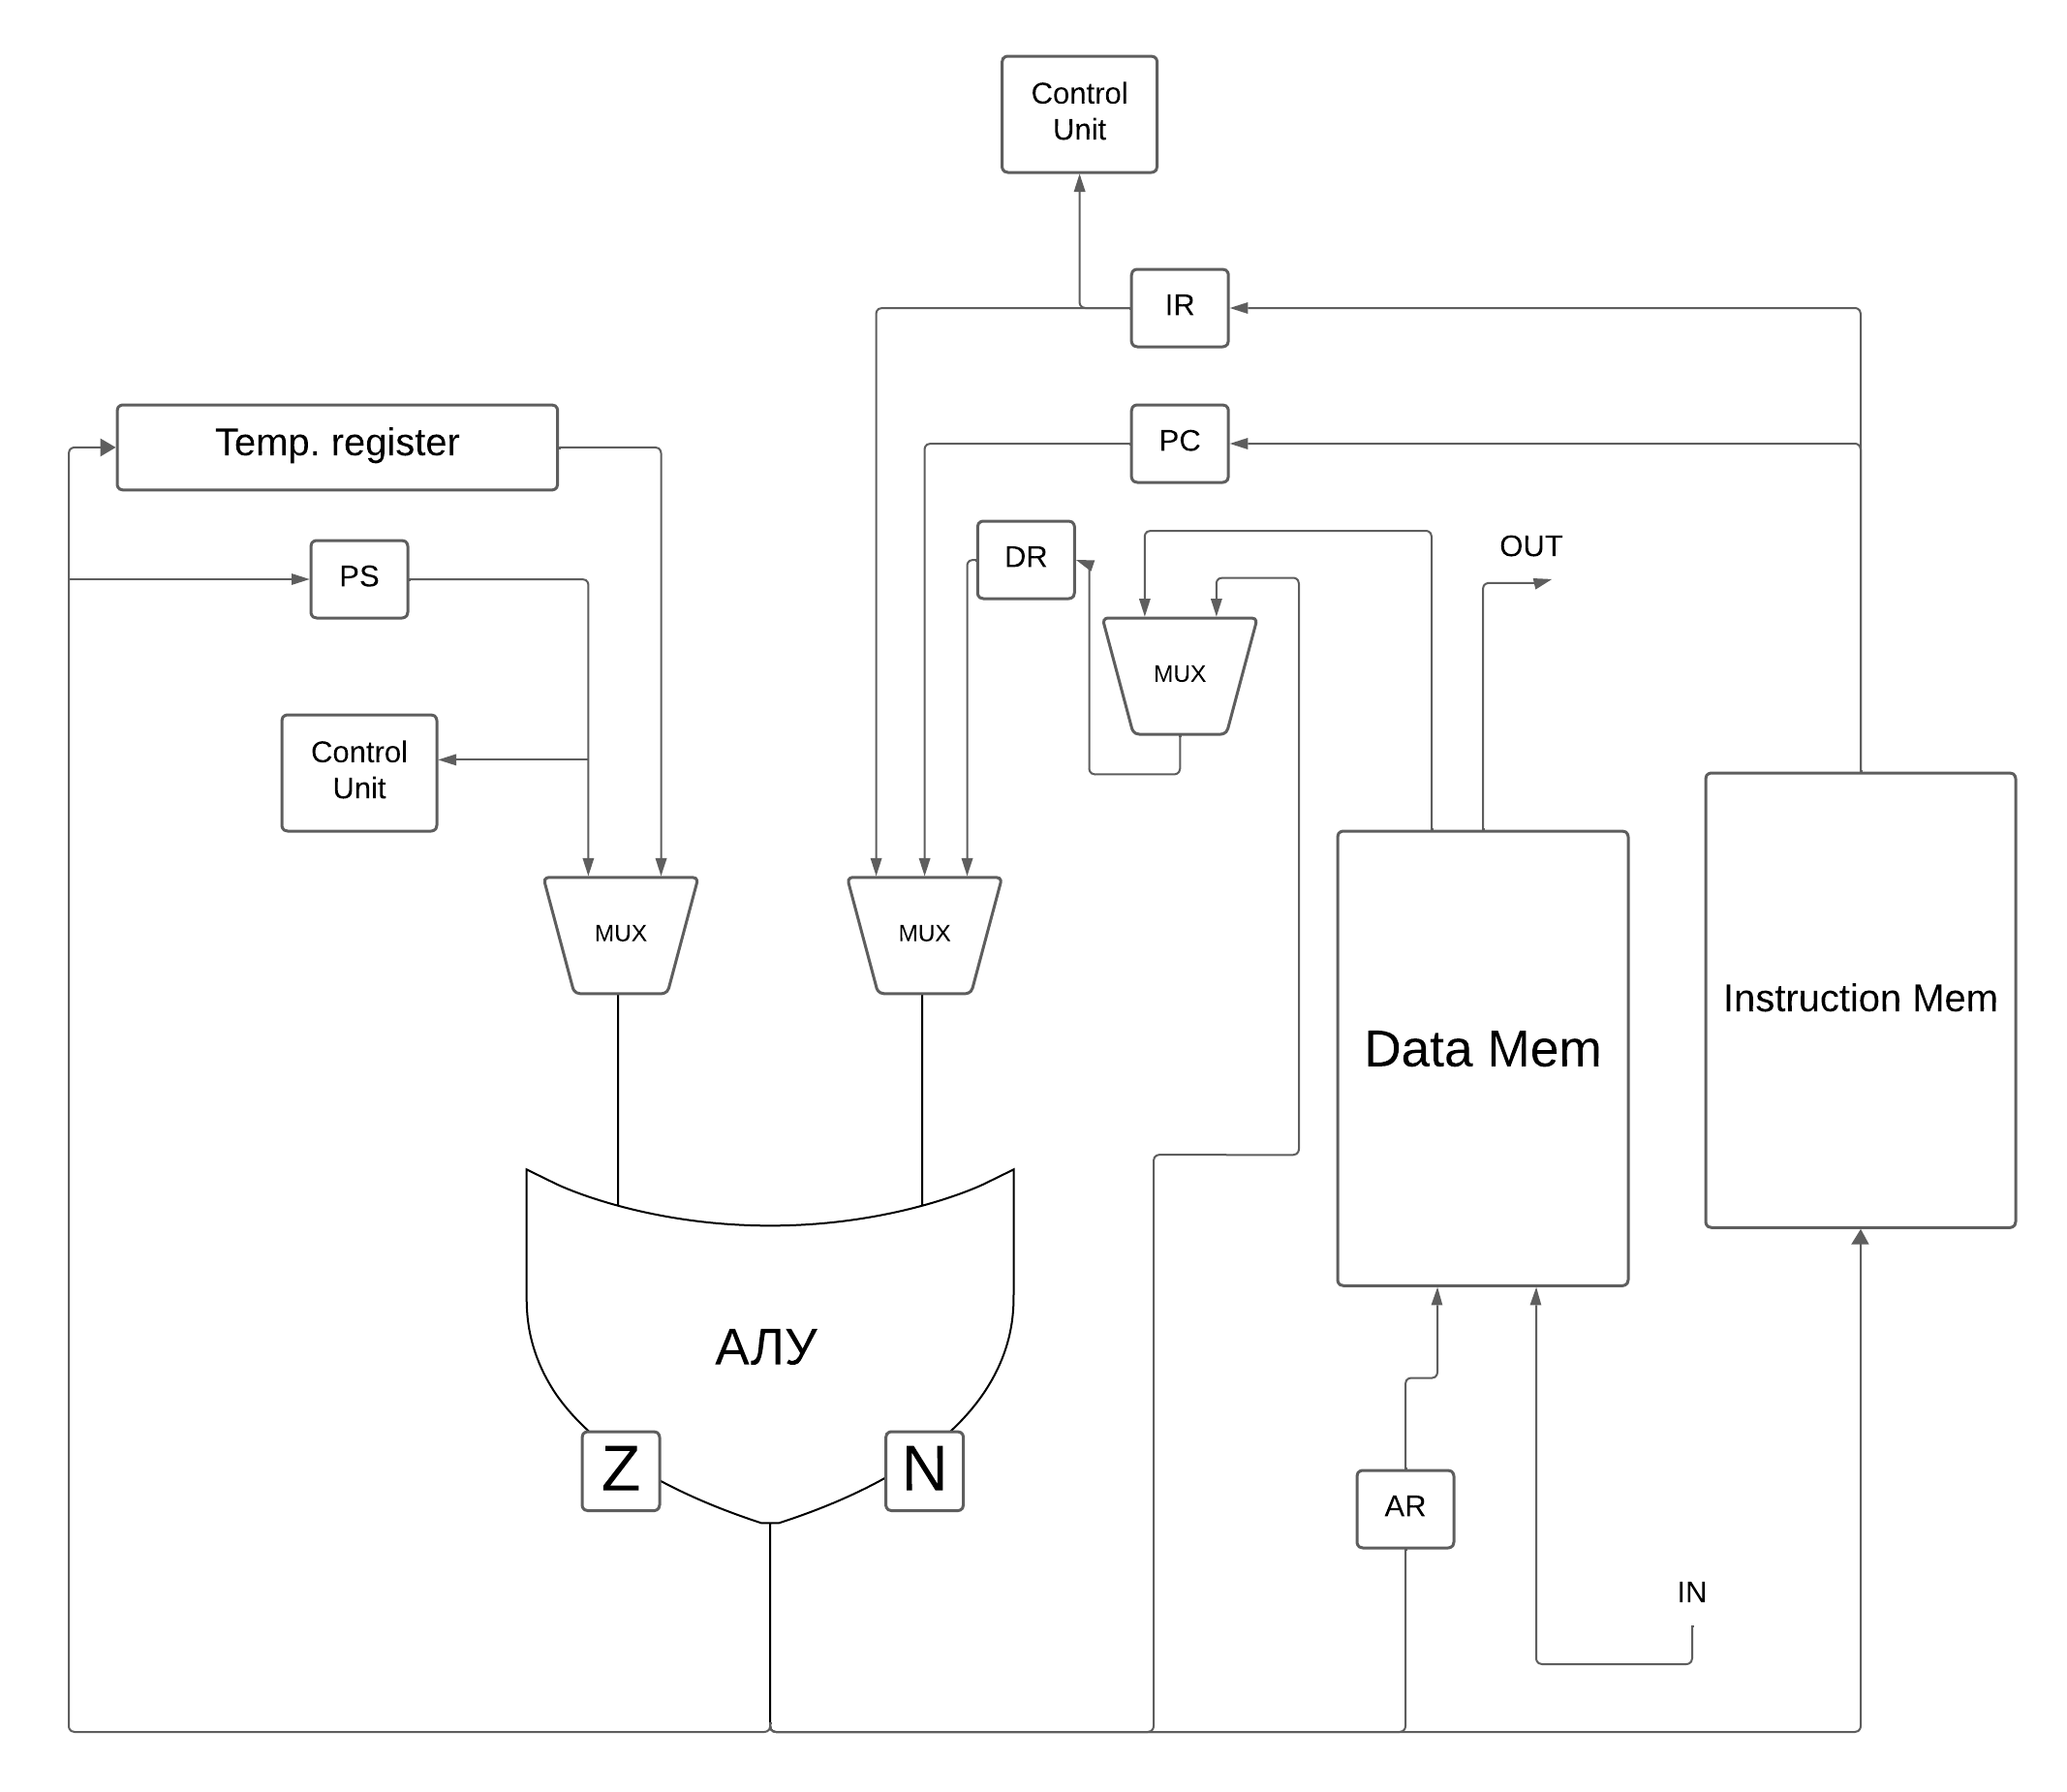 Control
Unit
IR
Temp. register
PC
OUT
DR
PS
MUX
Control
Unit
MUX
MUX
Instruction Mem
Data Mem
АЛУ
Z
N
AR
IN